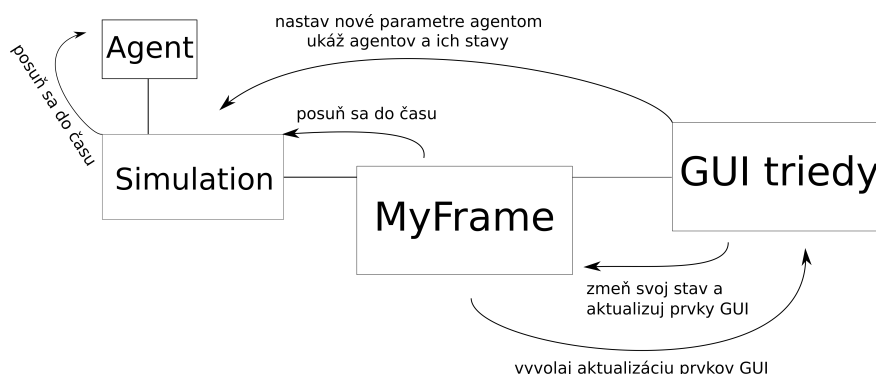 nastav nové parametre agentom
ukáž agentov a ich stavy
Agent
posuň sa do času
posuň sa do času
Simulation
GUI triedy
MyFrame
zmeň svoj stav a
aktualizuj prvky GUI
vyvolaj aktualizáciu prvkov GUI